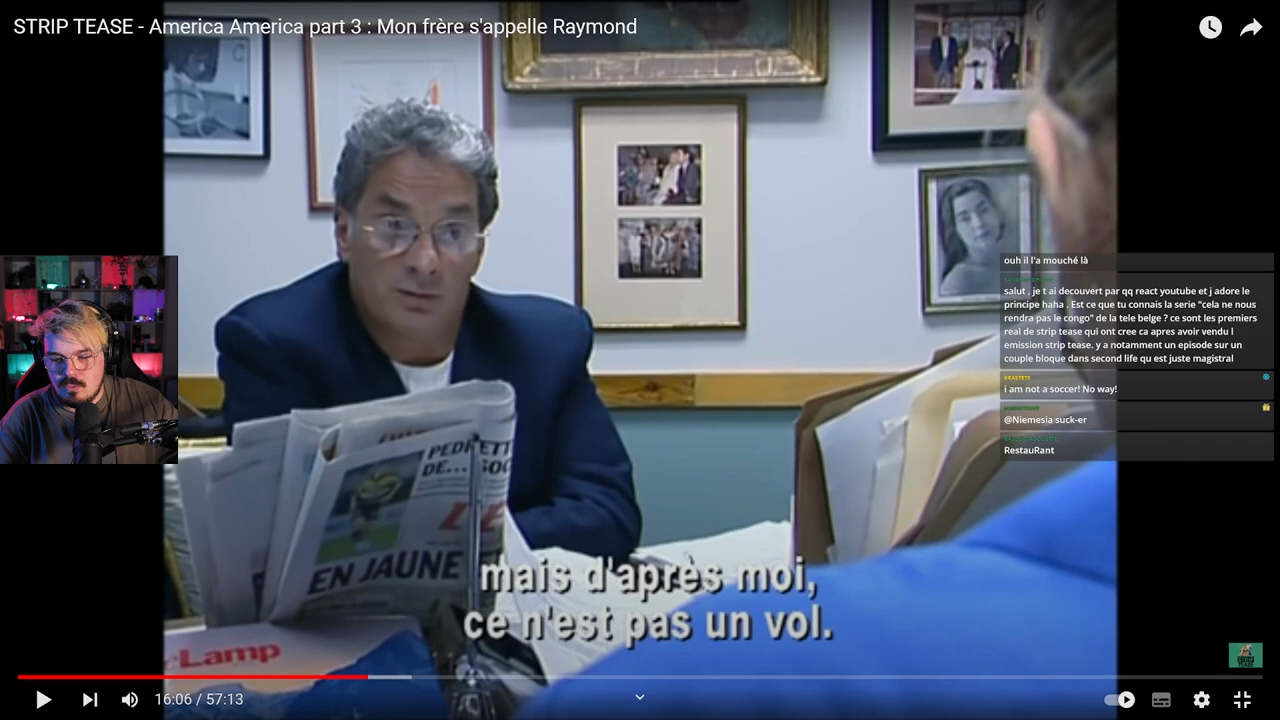 STRIP TEASE - America America part 3 : Mon frère s'appelle Raymond
ouh il l'a mouché là
salut , je t ai decouvert par qq react youtube et j adore le
principe haha . Est ce que tu connais la serie "cela ne nous
rendra pas le congo" de la tele belge ? ce sont les premiers
real de strip tease qui ont cree ca apres avoir vendu l
emission strip tease. y a notamment un episode sur un
couple bloque dans second life qu est juste magistral
KRASTETE
i am not a soccer! No way!
@Niemesia suck-er
RestauRant
PEDR
DE...
EN JAUNE
Lamp
mais d'après moi,
ce n'est pas un vol.
STRIP
TEASE
16:06 / 57:13